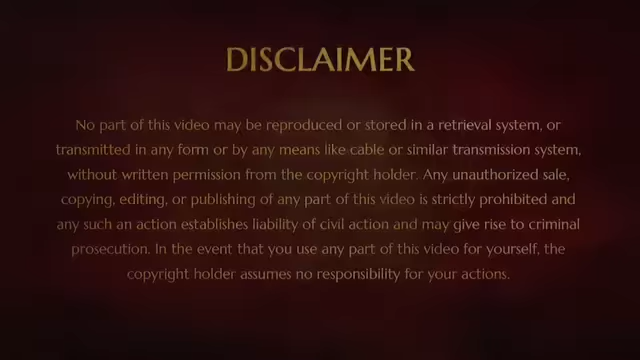 DISCLAIMER
No part of this video may be reproduced or stored in a retrieval system, or
transmitted in any form or by any means like cable or similar transmission system,
without written permission from the copyright holder. Any unauthorized sale,
copying, editing, or publishing of any part of this video is strictly prohibited and
any such an action establishes liability of civil action and may give rise to criminal
prosecution. In the event that you use any part of this video for yourself, the
copyright holder assumes no responsibility for your actions.